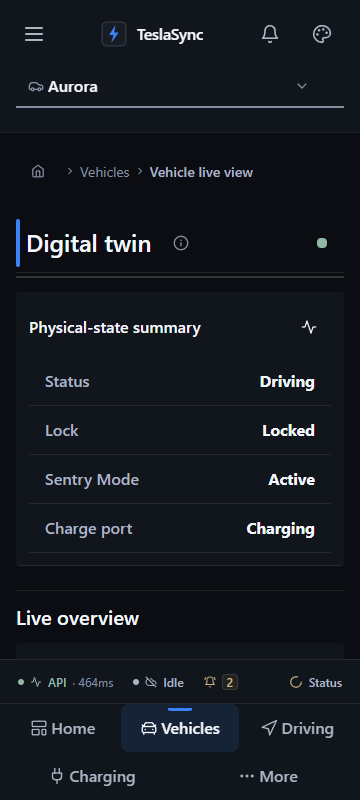 TeslaSync
Aurora
Vehicles
Vehicle live view
Digital twin
Physical-state summary
Status Driving
Lock Locked
Sentry Mode Active
Charge port Charging
Live overview
API · 464ms Idle 2 Status
Home Vehicles Driving
Charging More